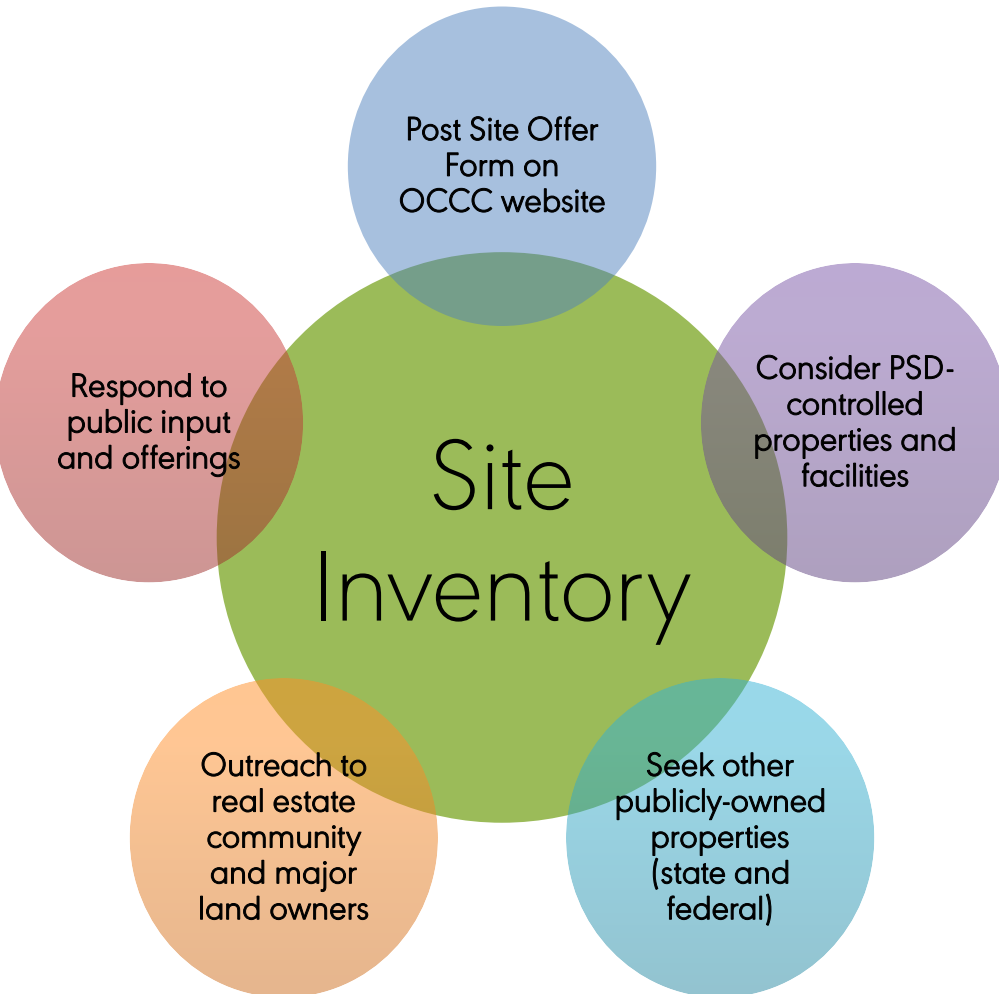 Post Site Offer
Form on
OCCC website
Consider PSD-
controlled
properties and
facilities
Seek other
publicly-owned
properties
(state and
federal)
Outreach to
real estate
community
and major
land owners
Respond to
public input
and offerings
Site
Inventory